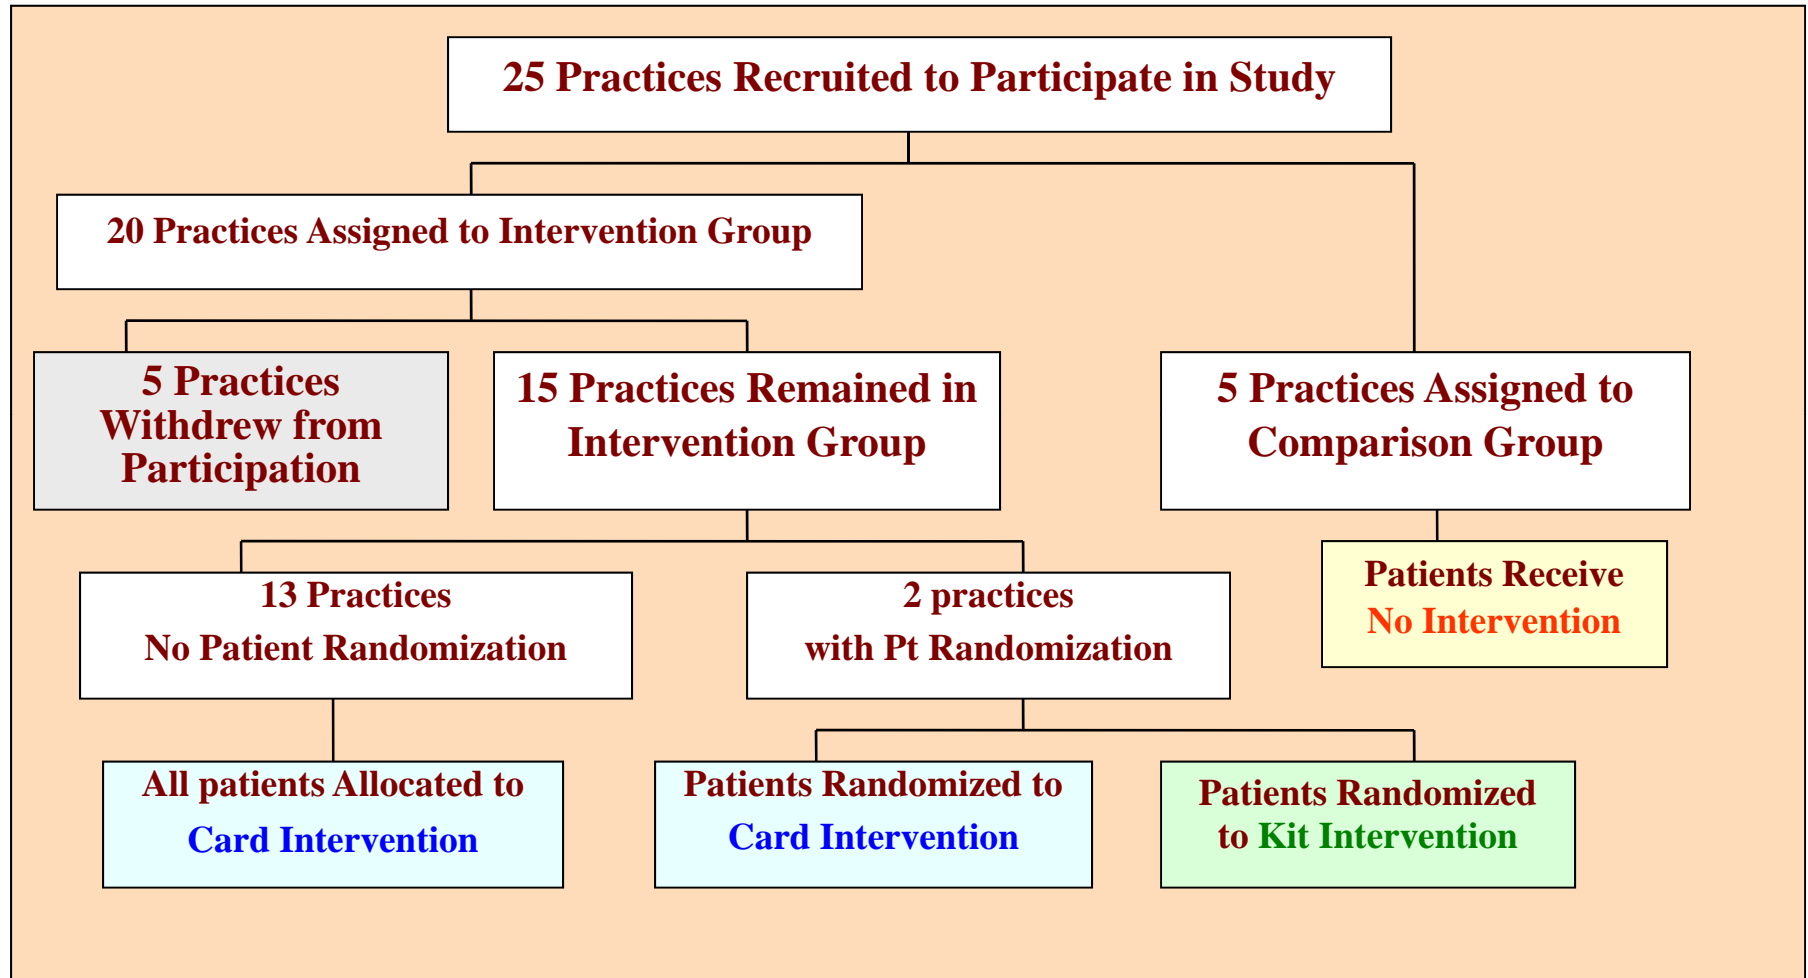 25 Practices Recruited to Participate in Study
20 Practices Assigned to Intervention Group
5 Practices
Withdrew from
Participation
15 Practices Remained in
Intervention Group
5 Practices Assigned to
Comparison Group
13 Practices
No Patient Randomization
2 practices
with Pt Randomization
Patients Receive
No Intervention
All patients Allocated to
Card Intervention
Patients Randomized to
Card Intervention
Patients Randomized
to Kit Intervention